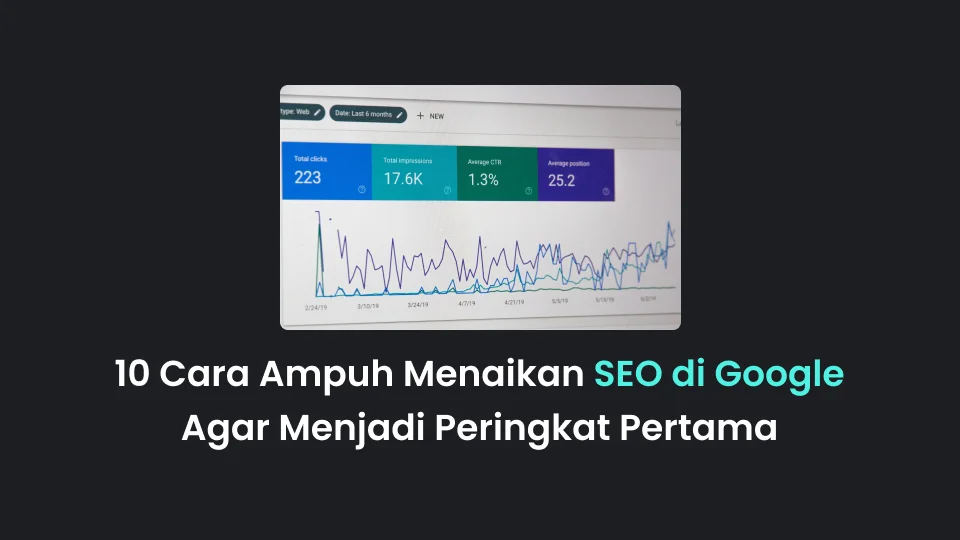 type: Web
Date: Last 6 months
+ NEW
Total clicks
Total impressions
Average CTR
Average position
223
17.6K
1.3%
25.2
2/24/19
3/10/19
3/24/19
4/7/19
4/21/19
5/5/19
5/19/19
6/2/19
10 Cara Ampuh Menaikan SEO di Google
Agar Menjadi Peringkat Pertama